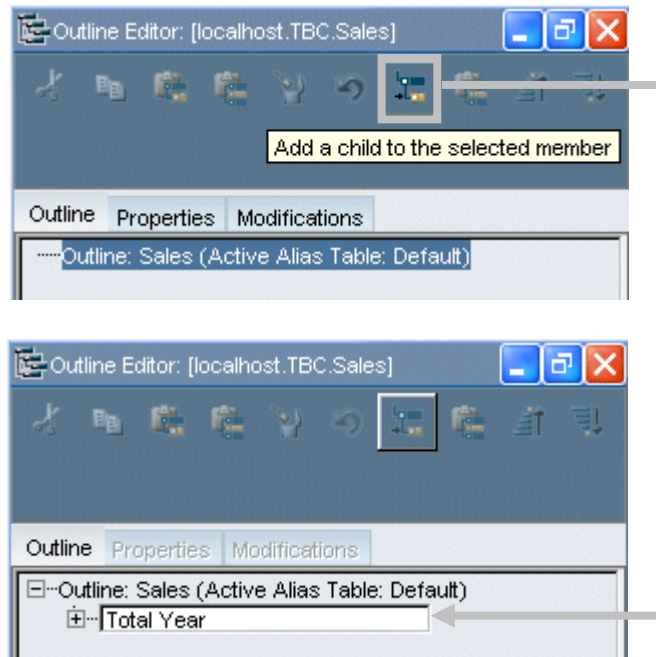 Outline Editor: [localhost.TBC.Sales]
Add a child to the selected member
Outline Properties Modifications
Outline: Sales (Active Alias Table: Default)
Outline Editor: [localhost.TBC.Sales]
Outline Properties Modifications
Outline: Sales (Active Alias Table: Default)
Total Year